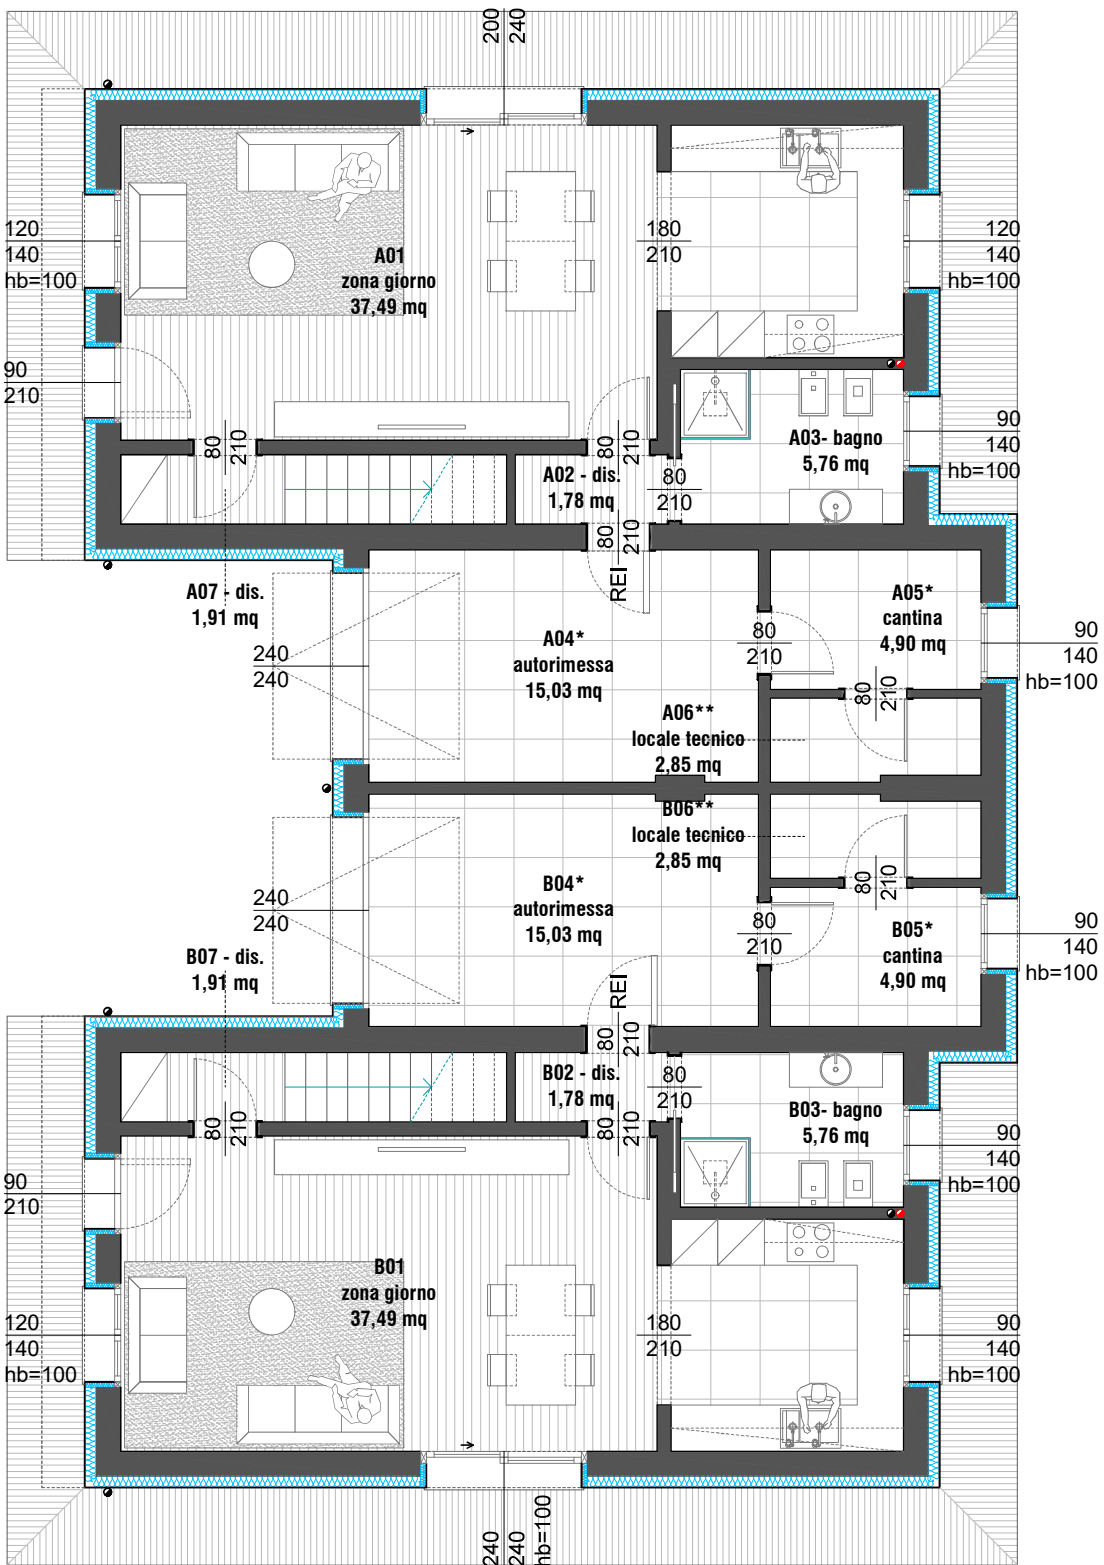 200
240
120
140
hb=100
A01
zona giorno
37,49 mq
180
210
120
140
hb=100
90
210
80
210
80
210
A03- bagno
5,76 mq
90
140
hb=100
A02 - dis.
1,78 mq
80
210
80
210
REI
A07 - dis.
1,91 mq
A05*
cantina
4,90 mq
A04*
autorimessa
15,03 mq
80
210
90
140
hb=100
240
240
80
210
A06**
locale tecnico
2,85 mq
B06**
locale tecnico
2,85 mq
80
210
B04*
autorimessa
15,03 mq
240
240
80
210
B05*
cantina
4,90 mq
90
140
hb=100
B07 - dis.
1,91 mq
REI
80
210
B02 - dis.
1,78 mq
80
210
B03- bagno
5,76 mq
80
210
80
210
90
140
hb=100
90
210
B01
zona giorno
37,49 mq
120
140
hb=100
180
210
90
140
hb=100
240
240
hb=100